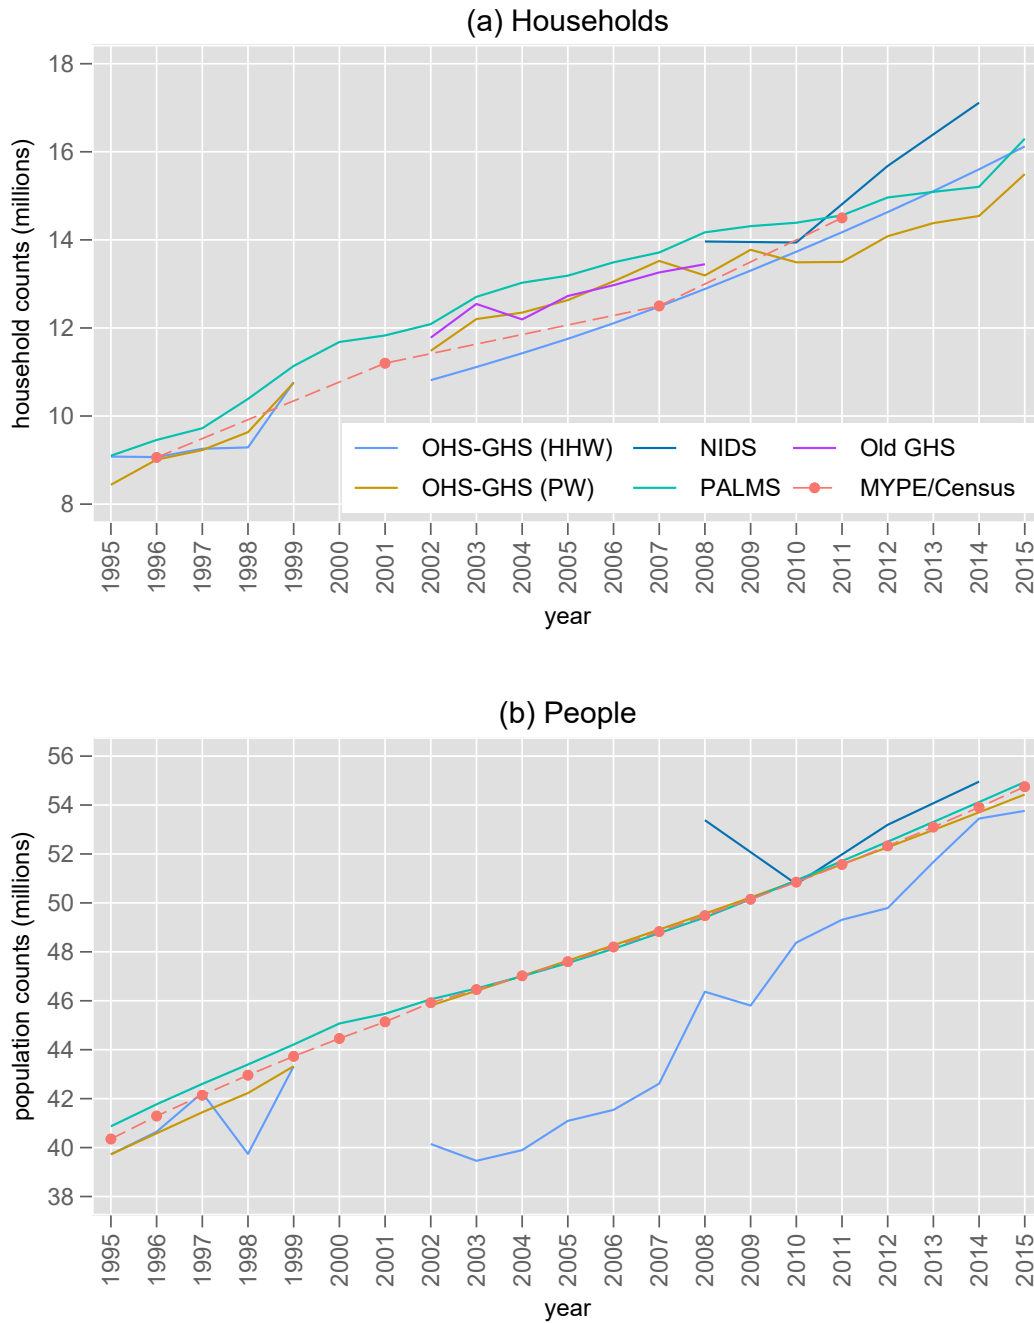 (a) Households
18
16
14
12
10
8
household counts (millions)
OHS-GHS (HHW) NIDS Old GHS
OHS-GHS (PW) PALMS MYPE/Census
1995 1996 1997 1998 1999 2000 2001 2002 2003 2004 2005 2006 2007 2008 2009 2010 2011 2012 2013 2014 2015
year
(b) People
56
54
52
50
48
46
44
42
40
38
population counts (millions)
1995 1996 1997 1998 1999 2000 2001 2002 2003 2004 2005 2006 2007 2008 2009 2010 2011 2012 2013 2014 2015
year